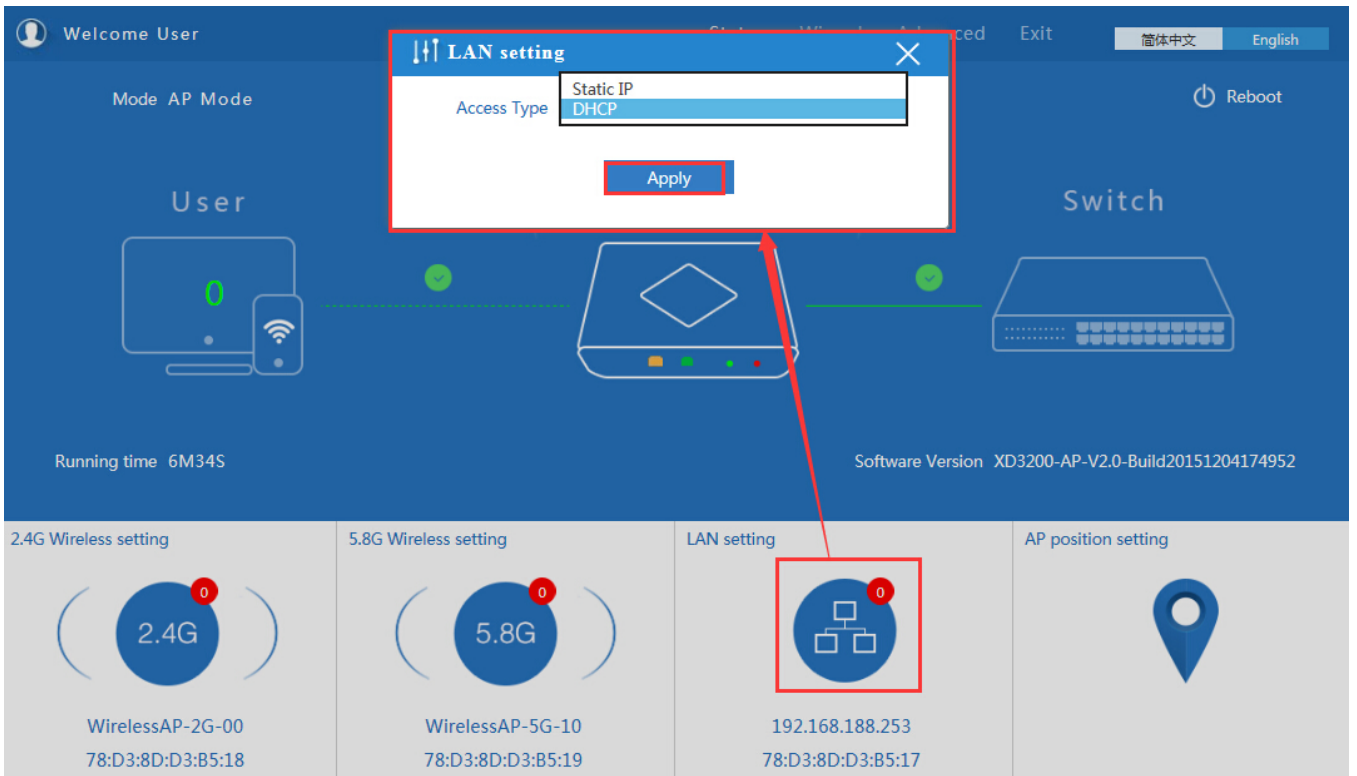 Welcome User
Exit
简体中文
English
LAN setting
Mode AP Mode
Access Type
Static IP
DHCP
Reboot
Apply
User
Switch
0
Running time 6M34S
Software Version XD3200-AP-V2.0-Build20151204174952
2.4G Wireless setting
5.8G Wireless setting
LAN setting
AP position setting
0
0
0
2.4G
5.8G
WirelessAP-2G-00
WirelessAP-5G-10
192.168.188.253
78:D3:8D:D3:B5:18
78:D3:8D:D3:B5:19
78:D3:8D:D3:B5:17